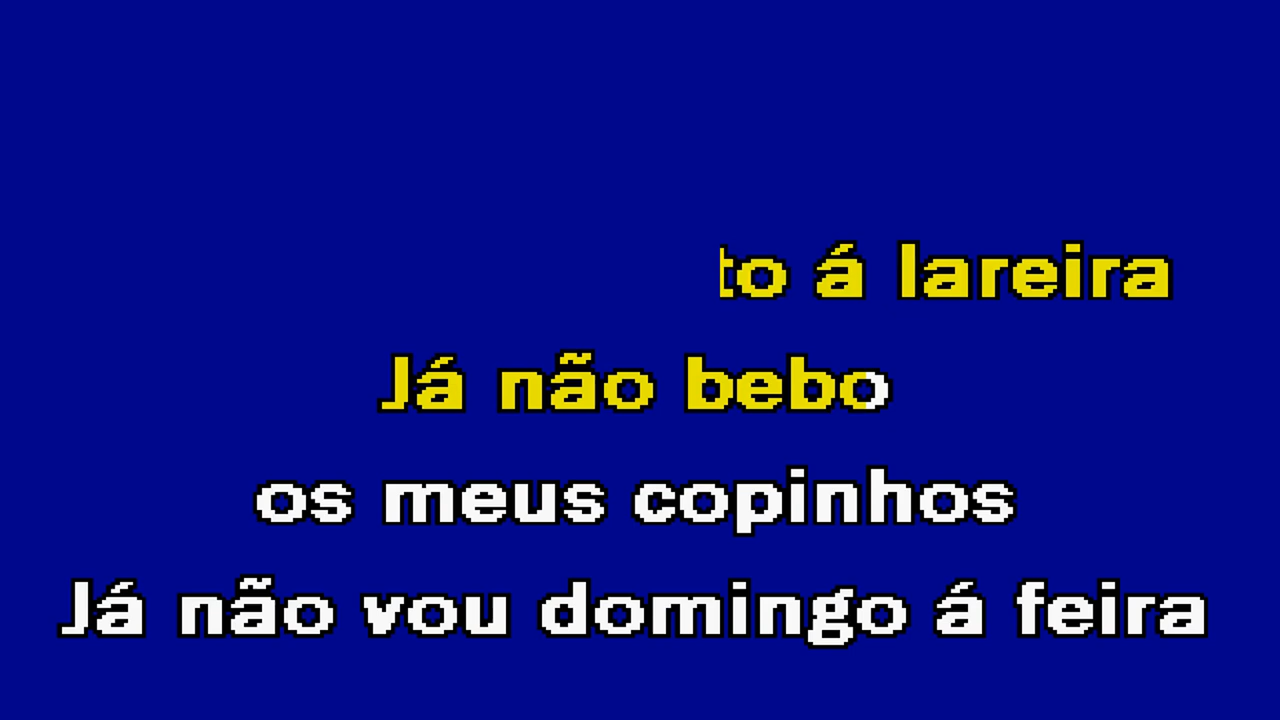 to á lareira
Já não bebo
os meus copinhos
Já não vou domingo á feira